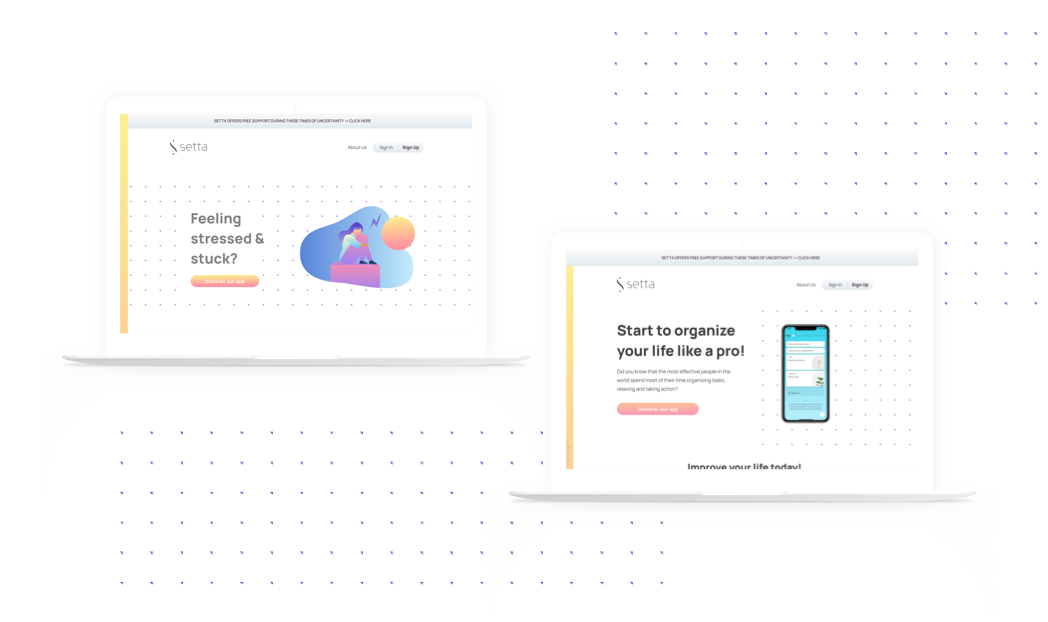 SETTA OFFERS FREE SUPPORT DURING THESE TIMES OF UNCERTAINTY — CLICK HERE
setta
About Us
Sign In
Sign Up
Feeling
stressed &
stuck?
Discover our app
SETTA OFFERS FREE SUPPORT DURING THESE TIMES OF UNCERTAINTY — CLICK HERE
setta
About Us
Sign In
Sign Up
Start to organize
your life like a pro!
Did you know that the most effective people in the
world spend most of their time organising tasks,
relaxing and taking action?
Discover our app
Improve your life today!